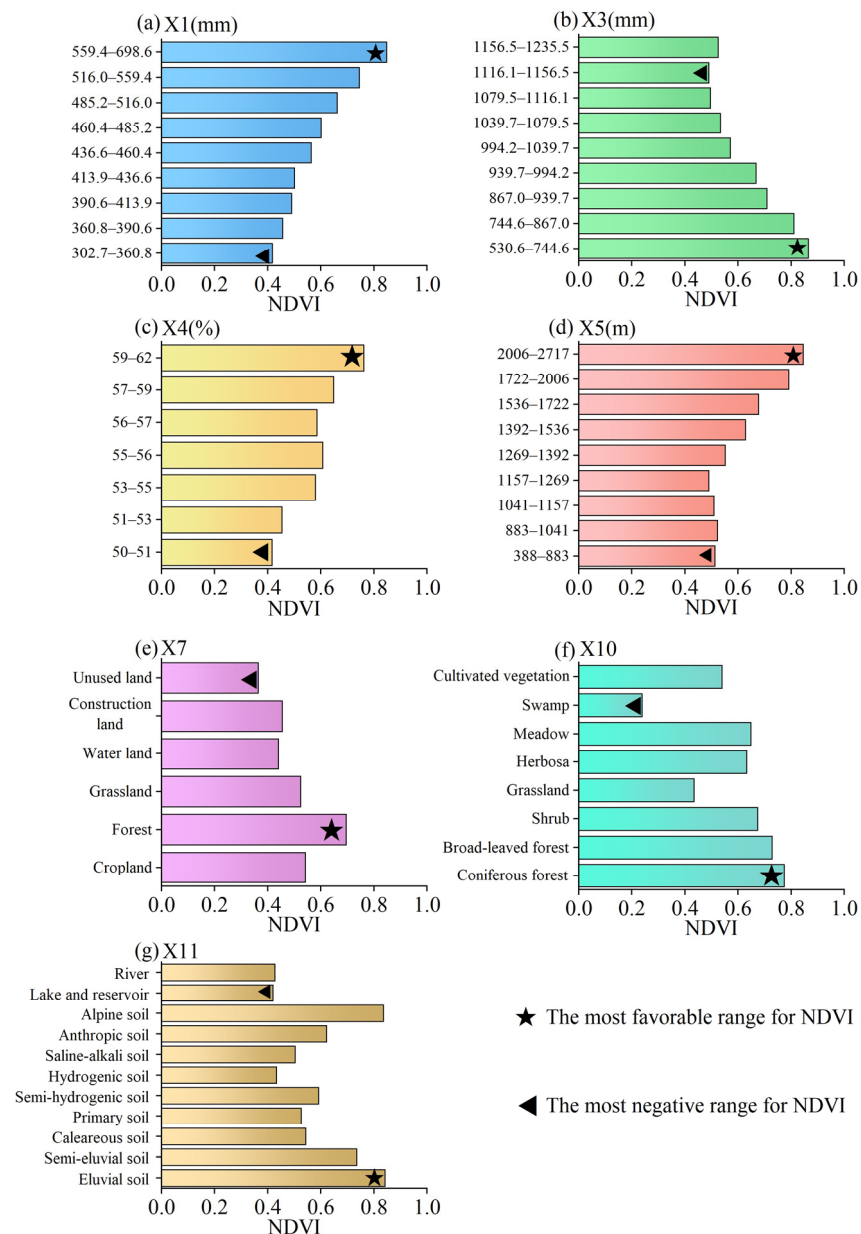 (a) X1(mm)
559.4–698.6
516.0–559.4
485.2–516.0
460.4–485.2
436.6–460.4
413.9–436.6
390.6–413.9
360.8–390.6
302.7–360.8
0.0 0.2 0.4 0.6 0.8 1.0
NDVI
(b) X3(mm)
1156.5–1235.5
1116.1–1156.5
1079.5–1116.1
1039.7–1079.5
994.2–1039.7
939.7–994.2
867.0–939.7
744.6–867.0
530.6–744.6
0.0 0.2 0.4 0.6 0.8 1.0
NDVI
(c) X4(%)
59–62
57–59
56–57
55–56
53–55
51–53
50–51
0.0 0.2 0.4 0.6 0.8 1.0
NDVI
(d) X5(m)
2006–2717
1722–2006
1536–1722
1392–1536
1269–1392
1157–1269
1041–1157
883–1041
388–883
0.0 0.2 0.4 0.6 0.8 1.0
NDVI
(e) X7
Unused land
Construction
land
Water land
Grassland
Forest
Cropland
0.0 0.2 0.4 0.6 0.8 1.0
NDVI
(f) X10
Cultivated vegetation
Swamp
Meadow
Herbosa
Grassland
Shrub
Broad-leaved forest
Coniferous forest
0.0 0.2 0.4 0.6 0.8 1.0
NDVI
(g) X11
River
Lake and reservoir
Alpine soil
Anthropic soil
Saline-alkali soil
Hydrogenic soil
Semi-hydrogenic soil
Primary soil
Caleareous soil
Semi-eluvial soil
Eluvial soil
0.0 0.2 0.4 0.6 0.8 1.0
NDVI
The most favorable range for NDVI
The most negative range for NDVI